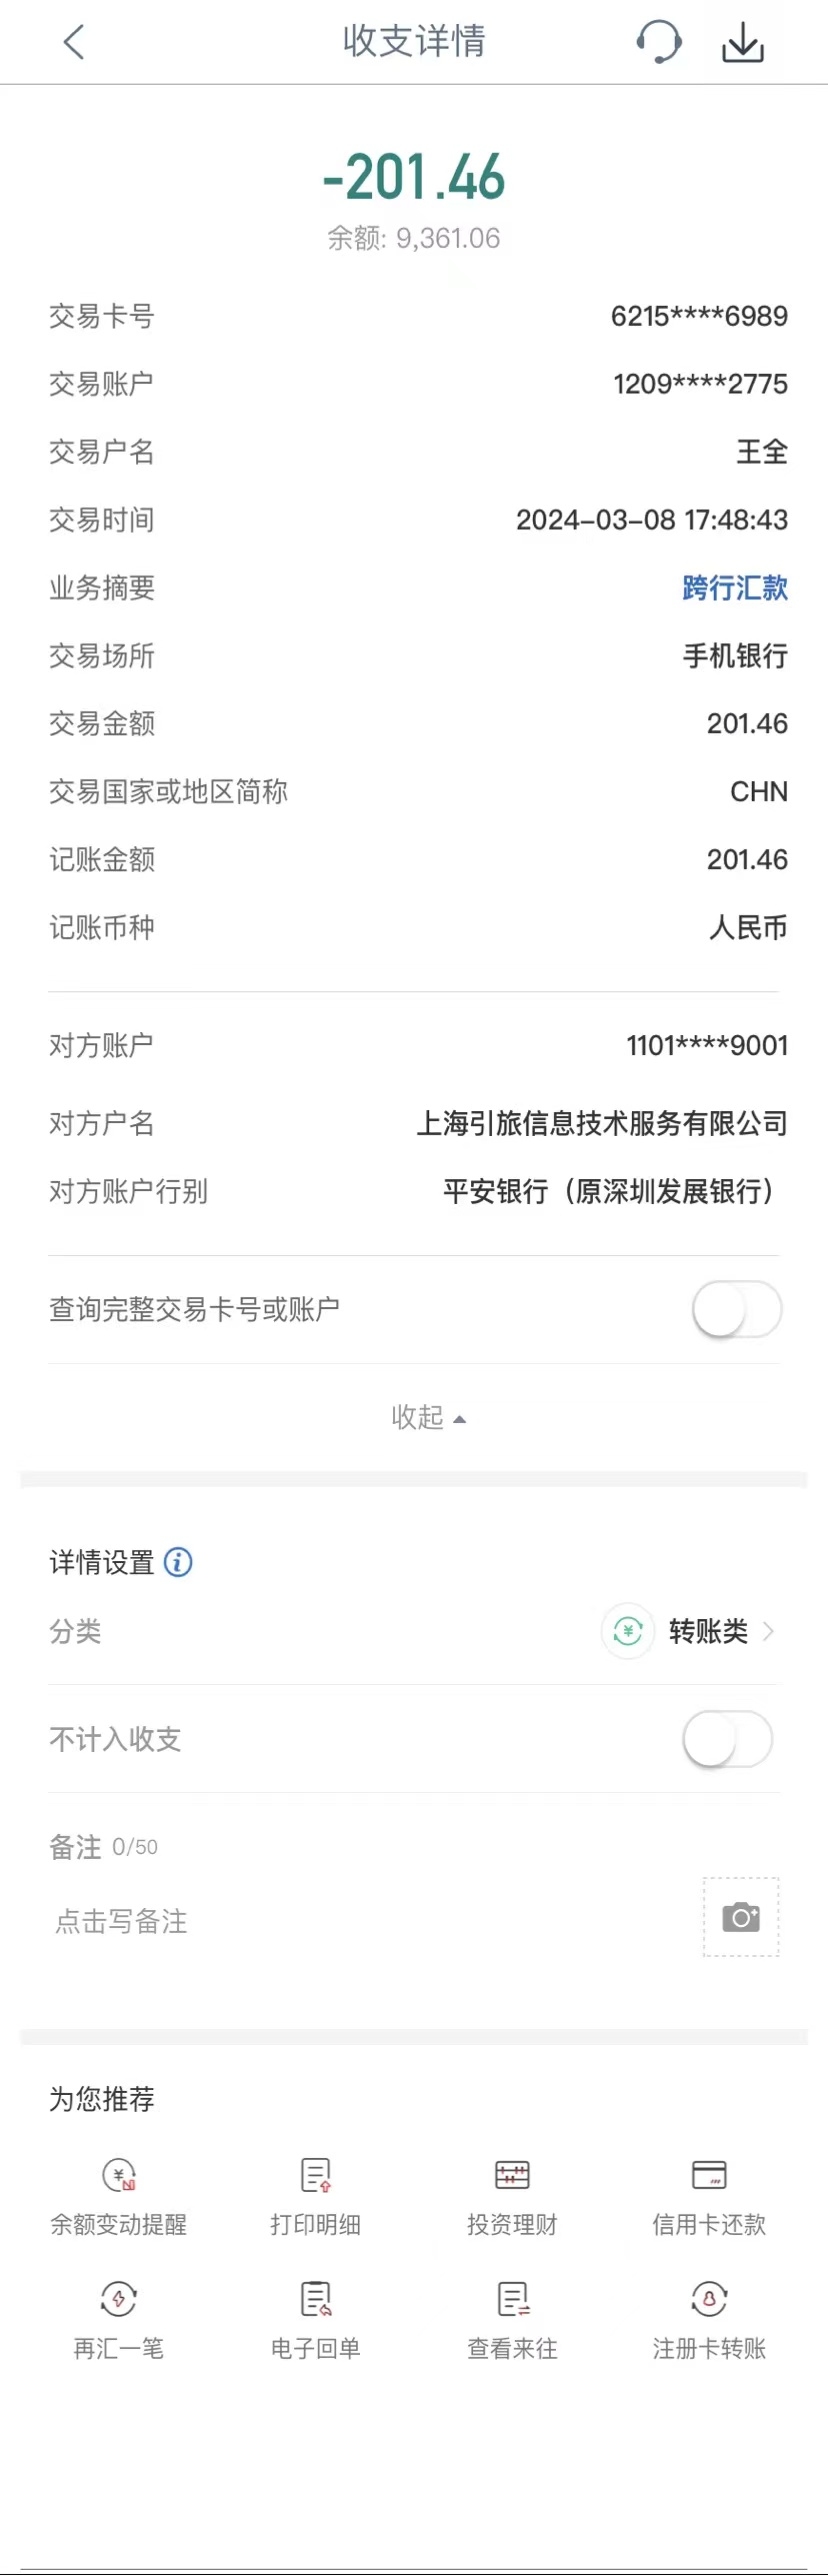 收支详情
-201.46
余额: 9,361.06
交易卡号 6215****6989
交易账户 1209****2775
交易户名 王全
交易时间 2024-03-08 17:48:43
业务摘要 跨行汇款
交易场所 手机银行
交易金额 201.46
交易国家或地区简称 CHN
记账金额 201.46
记账币种 人民币
对方账户 1101****9001
对方户名 上海引旅信息技术服务有限公司
对方账户行别 平安银行（原深圳发展银行）
查询完整交易卡号或账户
收起
详情设置
分类 转账类
不计入收支
备注 0/50
点击写备注
为您推荐
余额变动提醒 打印明细 投资理财 信用卡还款
再汇一笔 电子回单 查看来往 注册卡转账